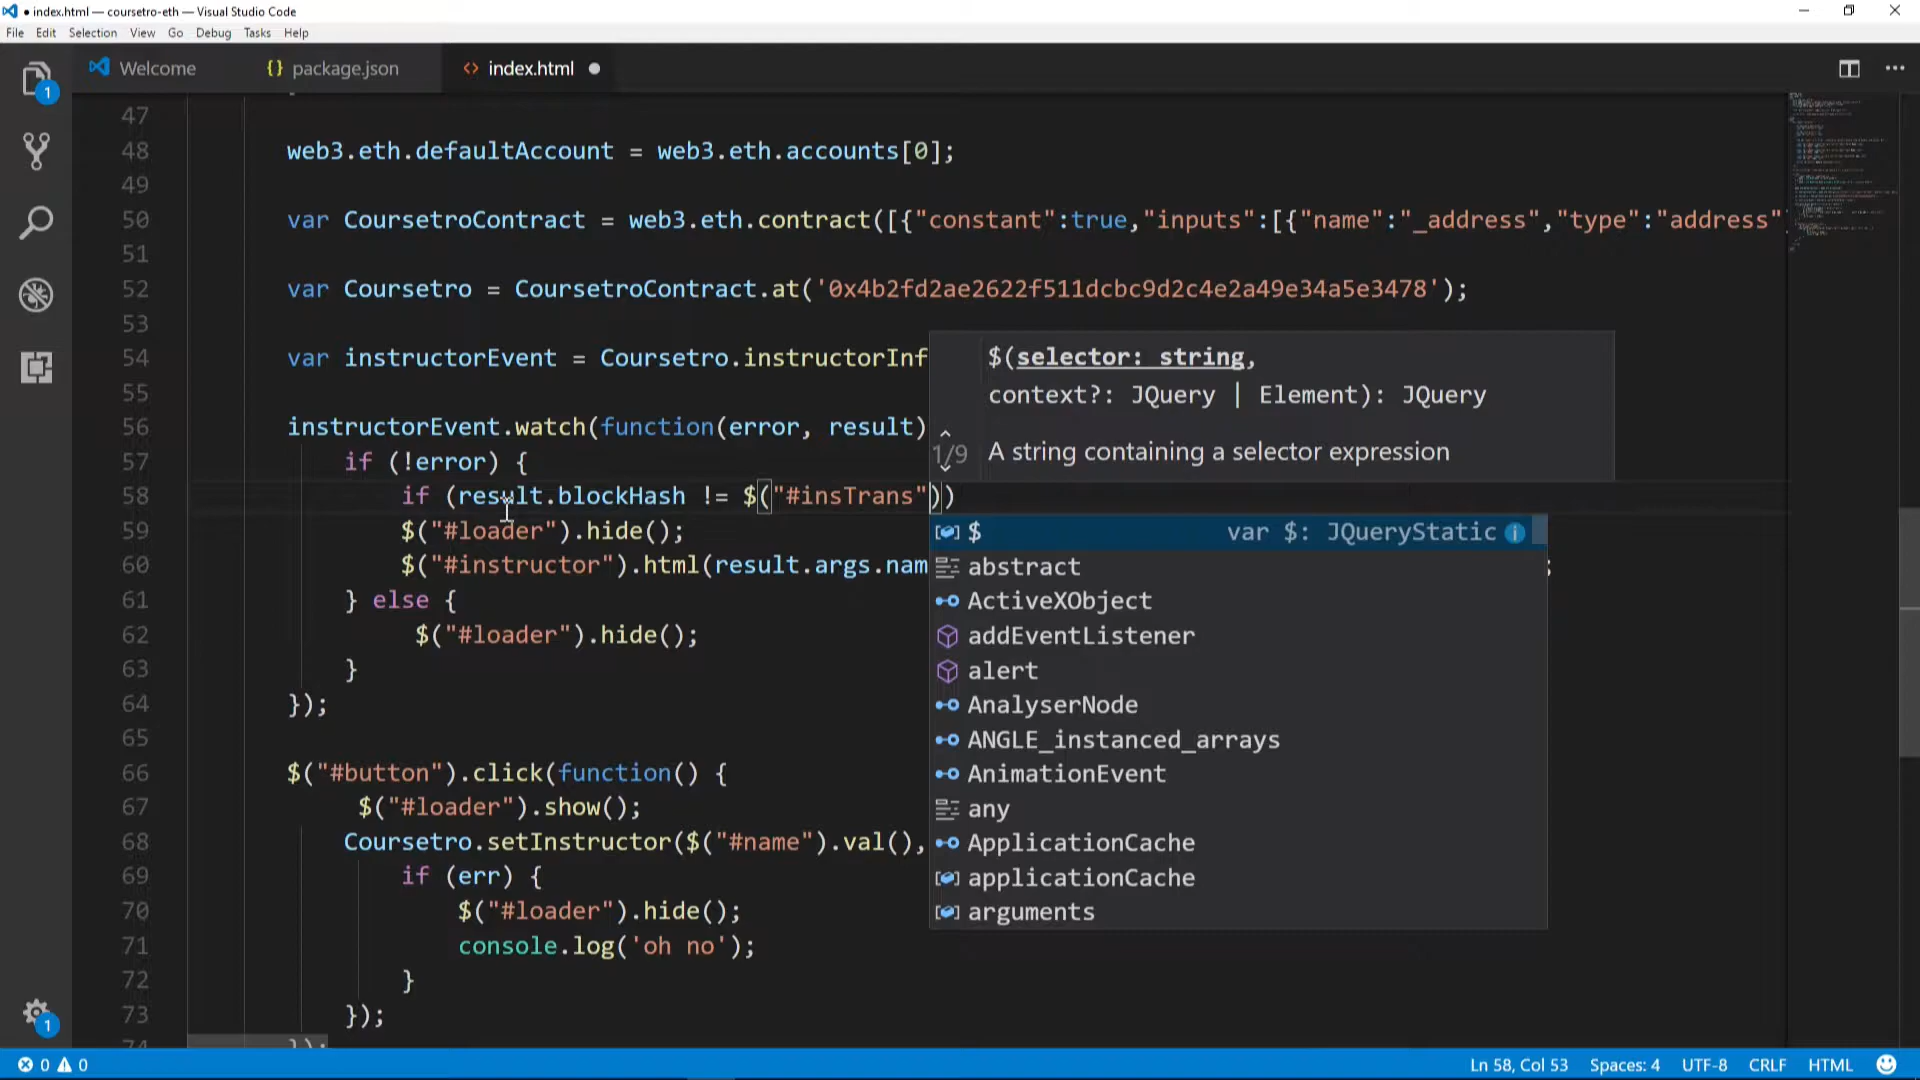 index.html — coursetro-eth — Visual Studio Code
File Edit Selection View Go Debug Tasks Help
Welcome package.json index.html
47
48 web3.eth.defaultAccount = web3.eth.accounts[0];
49
50 var CoursetroContract = web3.eth.contract([{"constant":true,"inputs":[{"name":"_address","type":"address"
51
52 var Coursetro = CoursetroContract.at('0x4b2fd2ae2622f511dcbc9d2c4e2a49e34a5e3478');
53
54 var instructorEvent = Coursetro.instructorInf
55
56 instructorEvent.watch(function(error, result)
57 if (!error) {
58 if (result.blockHash != $("#insTrans"))
59 $("#loader").hide();
60 $("#instructor").html(result.args.nam ;
61 } else {
62 $("#loader").hide();
63 }
64 });
65
66 $("#button").click(function() {
67 $("#loader").show();
68 Coursetro.setInstructor($("#name").val(),
69 if (err) {
70 $("#loader").hide();
71 console.log('oh no');
72 }
73 });
74 });
$(selector: string,
context?: JQuery | Element): JQuery
1/9 A string containing a selector expression
$ var $: JQueryStatic
abstract
ActiveXObject
addEventListener
alert
AnalyserNode
ANGLE_instanced_arrays
AnimationEvent
any
ApplicationCache
applicationCache
arguments
1
1
0 0 Ln 58, Col 53 Spaces: 4 UTF-8 CRLF HTML